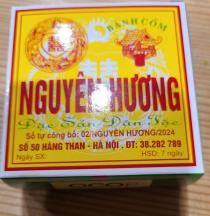 BÁNH CỐM
NGUYÊN HƯƠNG
Đặc Sản Dân Tộc
Số tự công bố: 02/NGUYÊN HƯƠNG/2024
SỐ 50 HÀNG THAN - HÀ NỘI . ĐT: 38.282 789
Ngày SX: HSD: 7 ngày